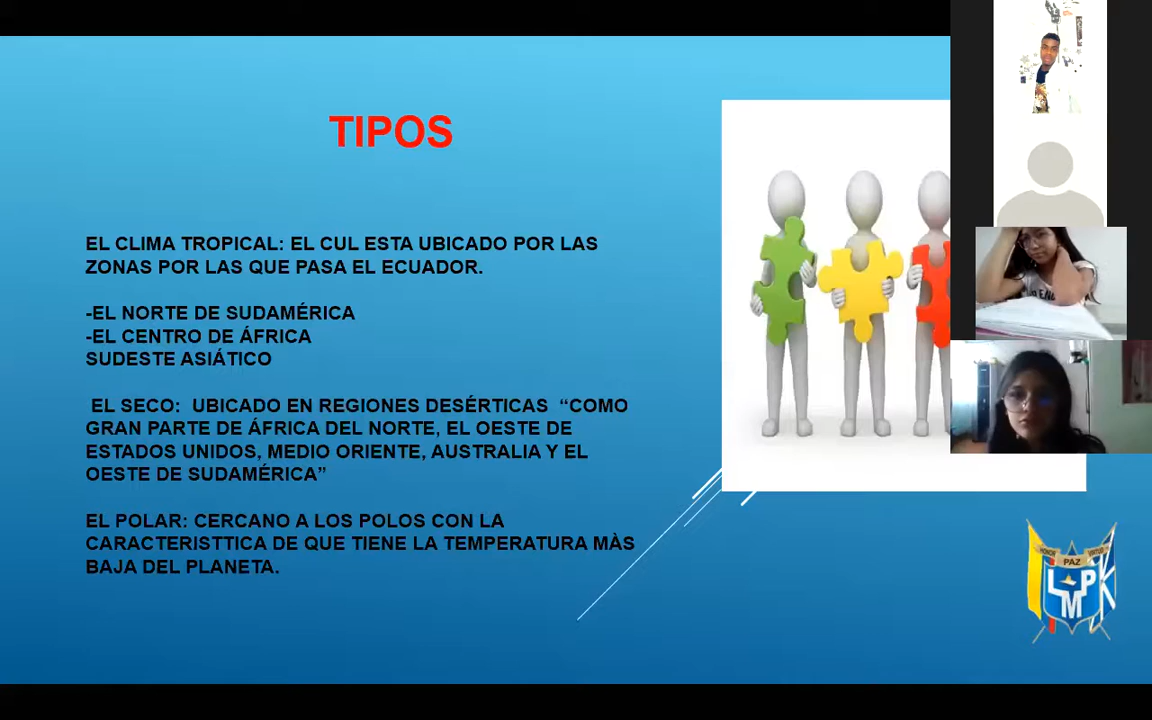 TIPOS
EL CLIMA TROPICAL: EL CUL ESTA UBICADO POR LAS
ZONAS POR LAS QUE PASA EL ECUADOR.
-EL NORTE DE SUDAMÉRICA
-EL CENTRO DE ÁFRICA
SUDESTE ASIÁTICO
EL SECO: UBICADO EN REGIONES DESÉRTICAS “COMO
GRAN PARTE DE ÁFRICA DEL NORTE, EL OESTE DE
ESTADOS UNIDOS, MEDIO ORIENTE, AUSTRALIA Y EL
OESTE DE SUDAMÉRICA”
EL POLAR: CERCANO A LOS POLOS CON LA
CARACTERISTTICA DE QUE TIENE LA TEMPERATURA MÀS
BAJA DEL PLANETA.
HONOR VIRTUD
PAZ
L P K
M